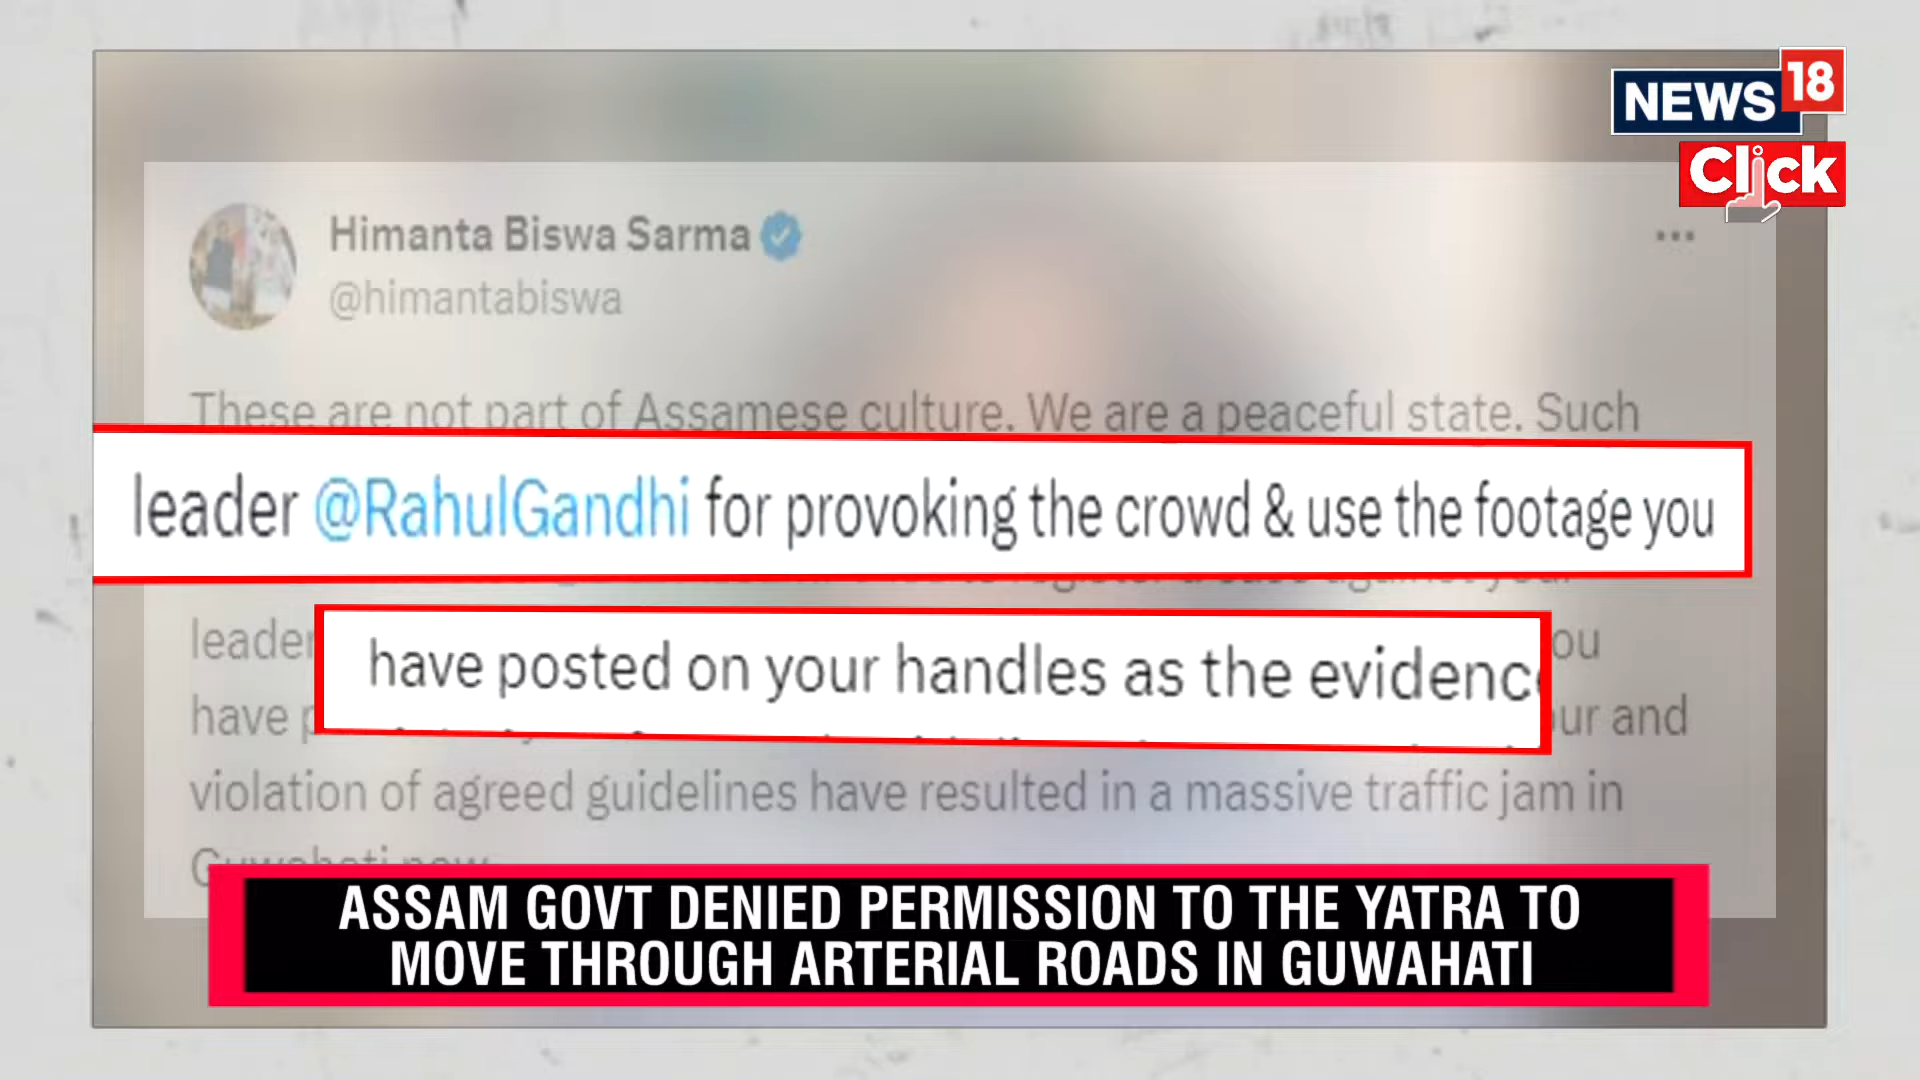 NEWS 18
Click
Himanta Biswa Sarma
@himantabiswa
These are not part of Assamese culture. We are a peaceful state. Such
leader @RahulGandhi for provoking the crowd & use the footage you
leader
ou
have posted on your handles as the evidenc
have
ur and
violation of agreed guidelines have resulted in a massive traffic jam in
Guwahati now
ASSAM GOVT DENIED PERMISSION TO THE YATRA TO
MOVE THROUGH ARTERIAL ROADS IN GUWAHATI